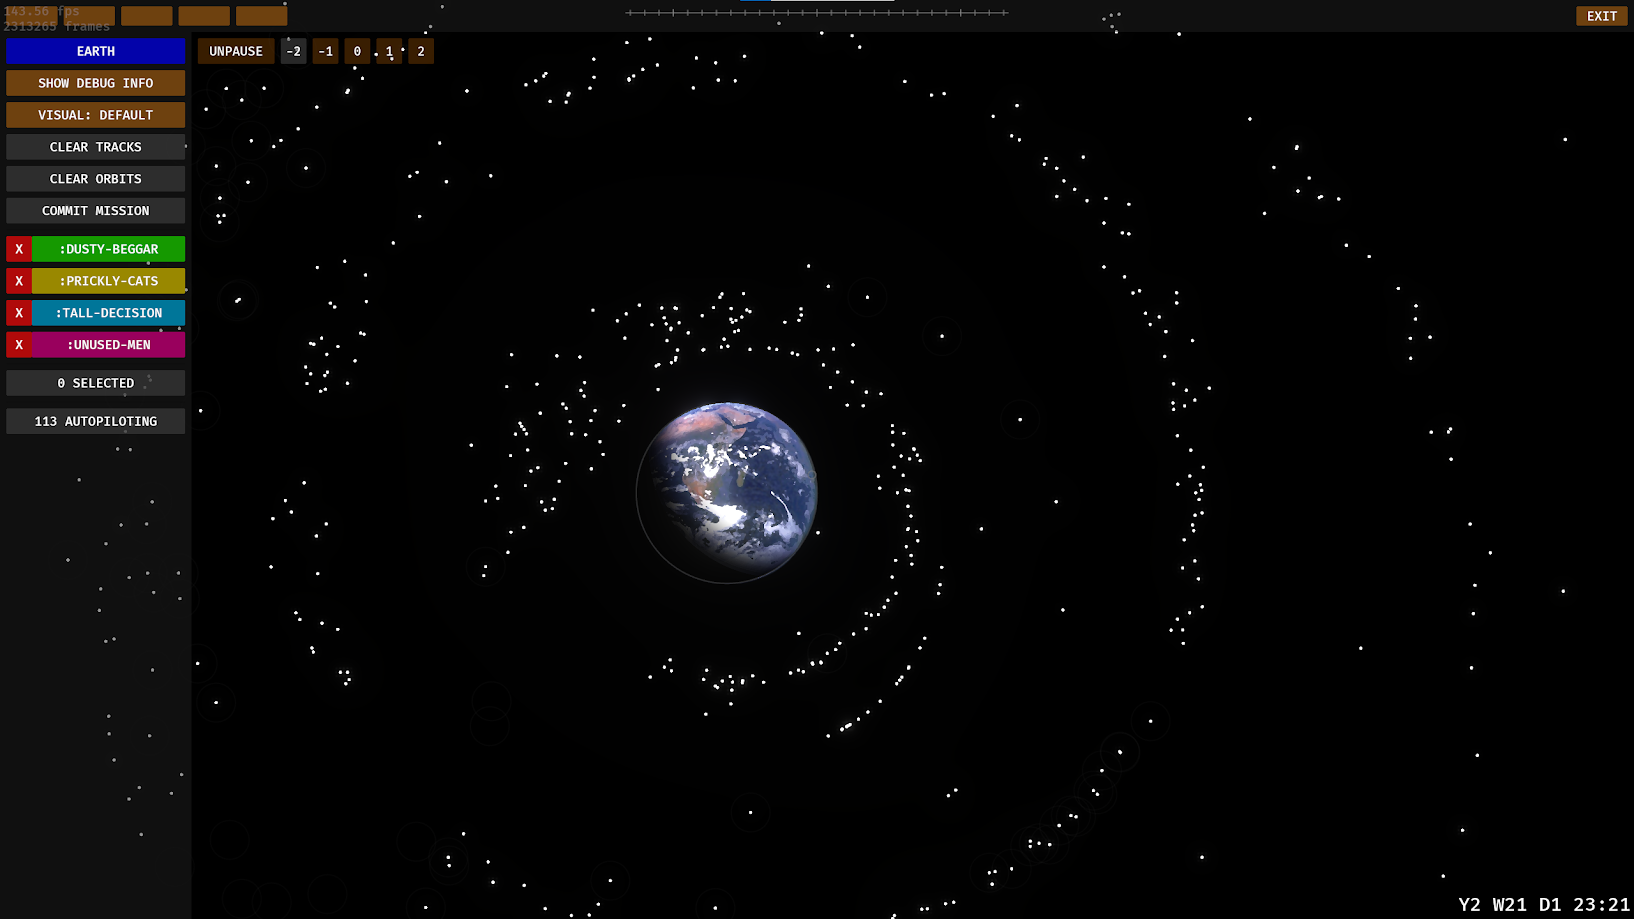 143.56 fps
2313265 frames
EXIT
EARTH
UNPAUSE -2 -1 0 1 2
SHOW DEBUG INFO
VISUAL: DEFAULT
CLEAR TRACKS
CLEAR ORBITS
COMMIT MISSION
X :DUSTY-BEGGAR
X :PRICKLY-CATS
X :TALL-DECISION
X :UNUSED-MEN
0 SELECTED
113 AUTOPILOTING
Y2 W21 D1 23:21